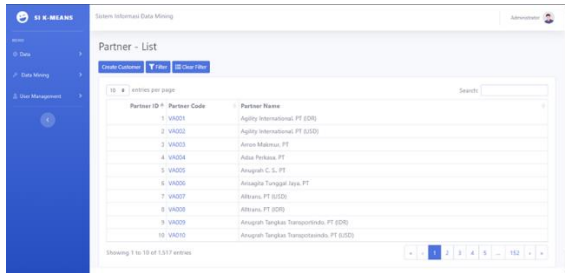 SI K-MEANS
Sistem Informasi Data Mining
Administrator
MENU
Data
Data Mining
User Management
Partner - List
Create Customer
Filter
Clear Filter
entries per page
Search:
Partner ID Partner Code Partner Name
1 VA001 Agility International, PT (IDR)
2 VA002 Agility International, PT (USD)
3 VA003 Amon Makmur, PT
4 VA004 Ados Perkasa, PT
5 VA005 Anugrah C. S., PT
6 VA006 Anisagita Tunggal Jaya, PT
7 VA007 Alltrans, PT (USD)
8 VA008 Alltrans, PT (IDR)
9 VA009 Anugrah Tangkas Transportindo, PT (IDR)
10 VA010 Anugrah Tangkas Transpotwoindo, PT (USD)
Showing 1 to 10 of 1,517 entries
« ‹ 1 2 3 4 5 ... 152 › »